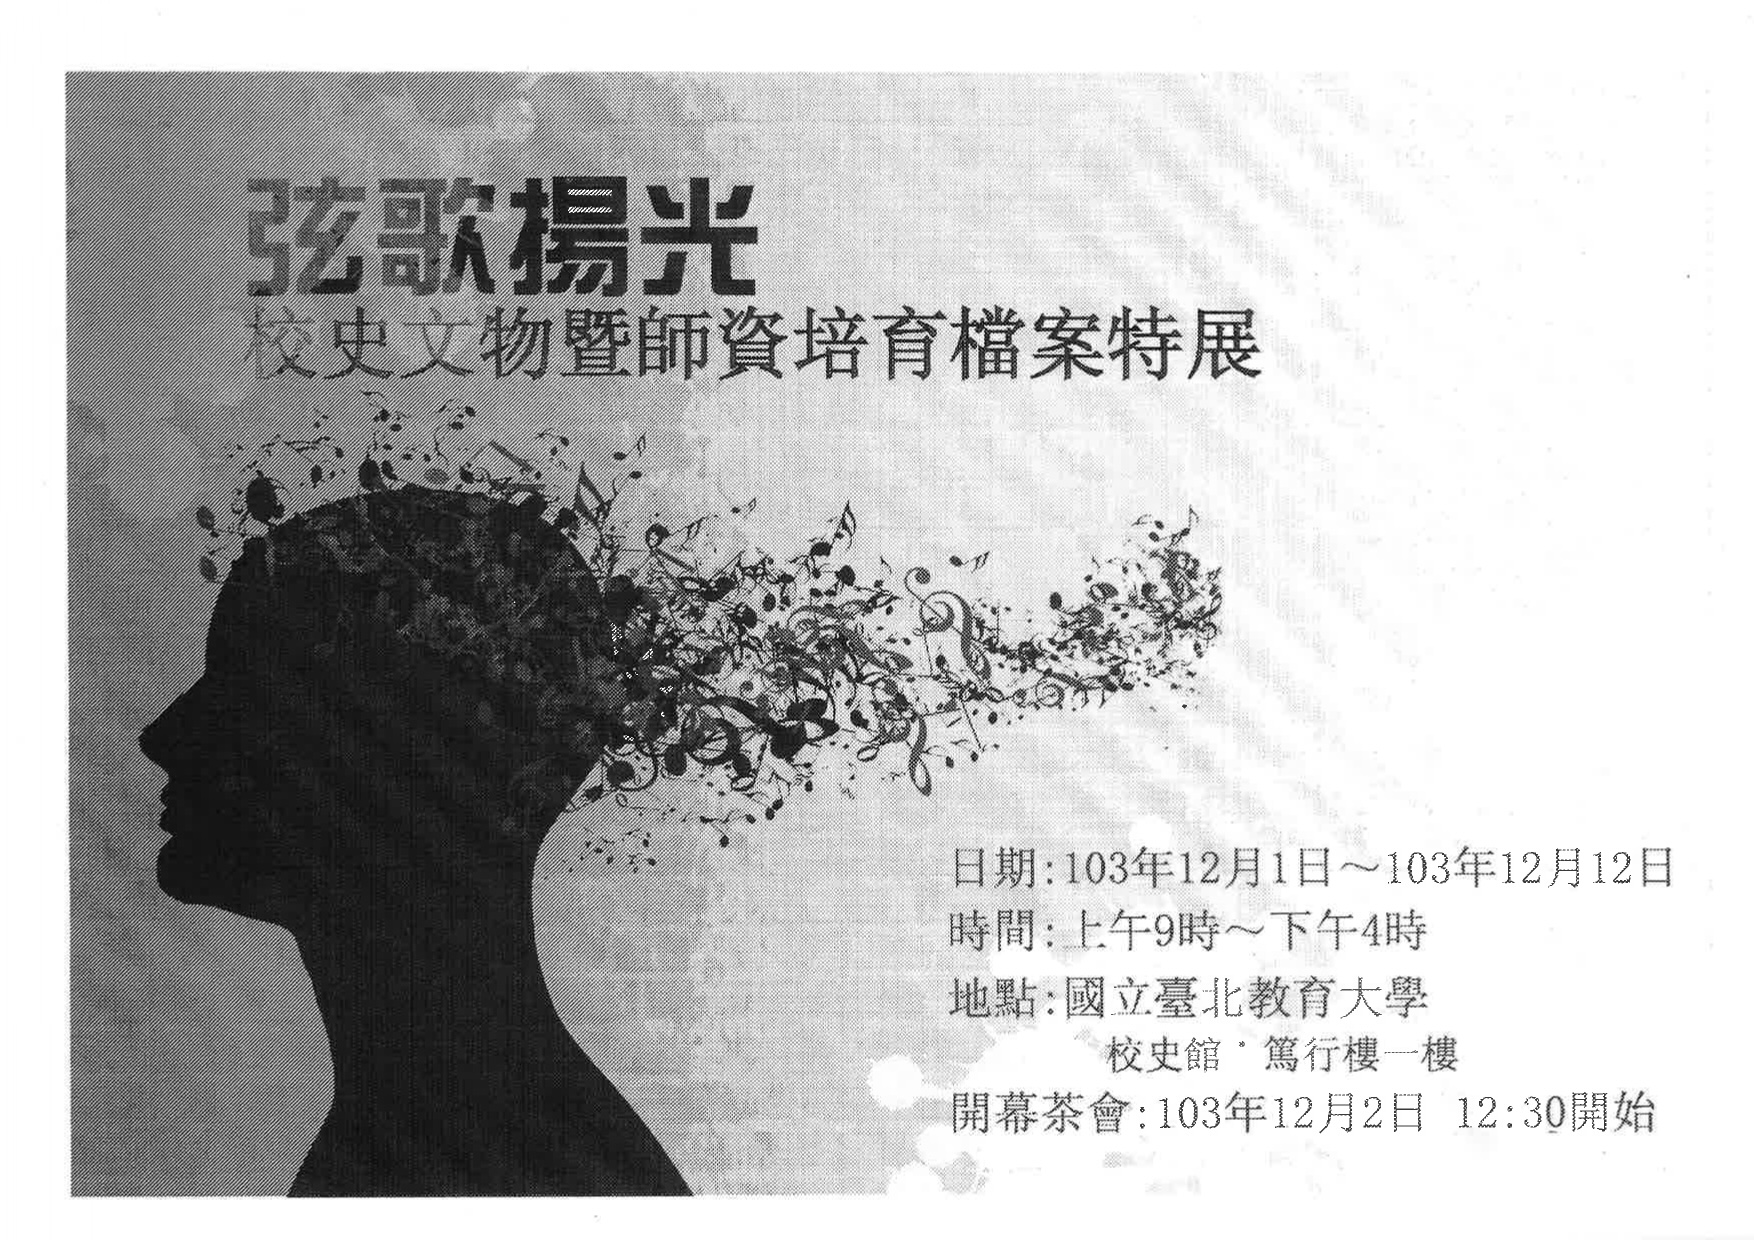 弦歌揚光
校史文物暨師資培育檔案特展
日期:103年12月1日～103年12月12日
時間:上午9時～下午4時
地點:國立臺北教育大學
校史館‧篤行樓一樓
開幕茶會:103年12月2日 12:30開始